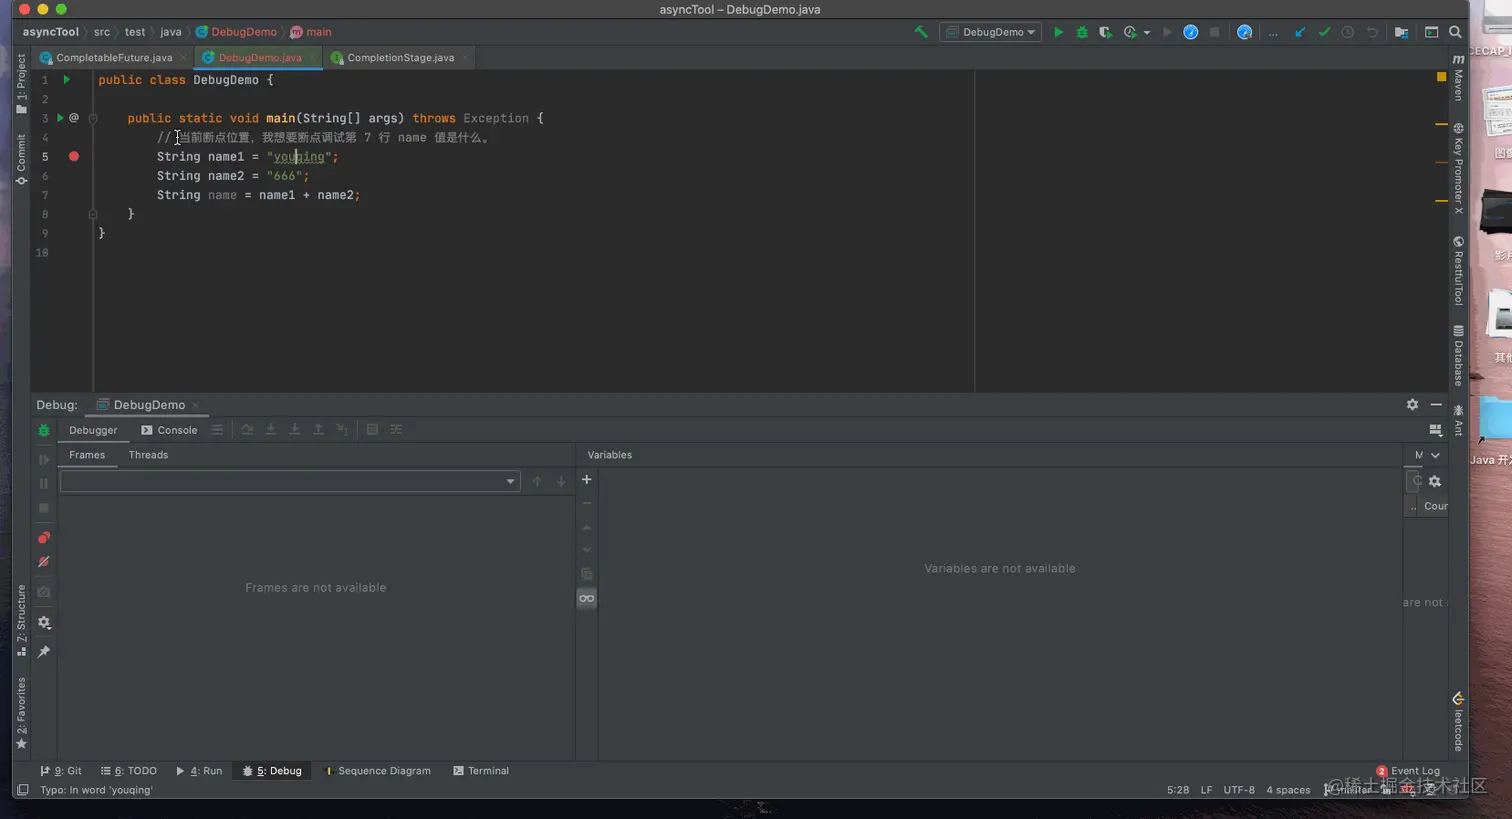 asyncTool – DebugDemo.java
asyncTool
src
test
java
DebugDemo
main
DebugDemo
...
CompletableFuture.java
DebugDemo.java
CompletionStage.java
1 public class DebugDemo {
2
3 @ public static void main(String[] args) throws Exception {
4 // 当前断点位置，我想要断点调试第 7 行 name 值是什么。
5 String name1 = "youqing";
6 String name2 = "666";
7 String name = name1 + name2;
8 }
9 }
10
1: Project
Commit
7: Structure
2: Favorites
m Maven
Key Promoter X
RestfulTool
Database
Ant
leetcode
Debug: DebugDemo
Debugger
Console
Frames
Threads
Variables
M
.. Coun
Frames are not available
Variables are not available
are not
9: Git
6: TODO
4: Run
5: Debug
Sequence Diagram
Terminal
2 Event Log
Typo: In word 'youqing'
5:28 LF UTF-8 4 spaces master
@稀土掘金技术社区
图像
影片
其他
Java 开发